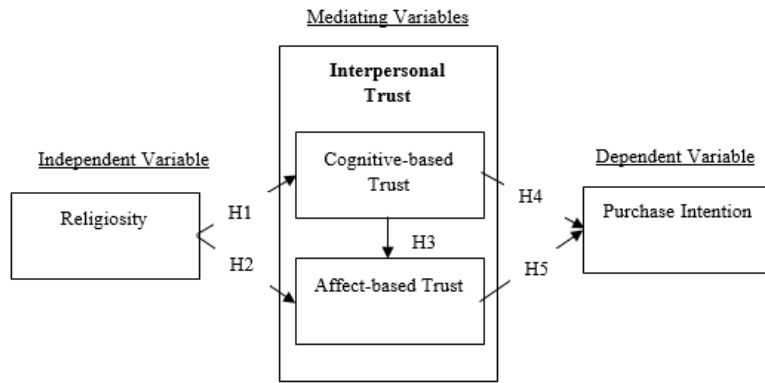 Mediating Variables
Interpersonal
Trust
Independent Variable
Religiosity
H1
H2
Cognitive-based
Trust
H3
Affect-based Trust
H4
H5
Dependent Variable
Purchase Intention